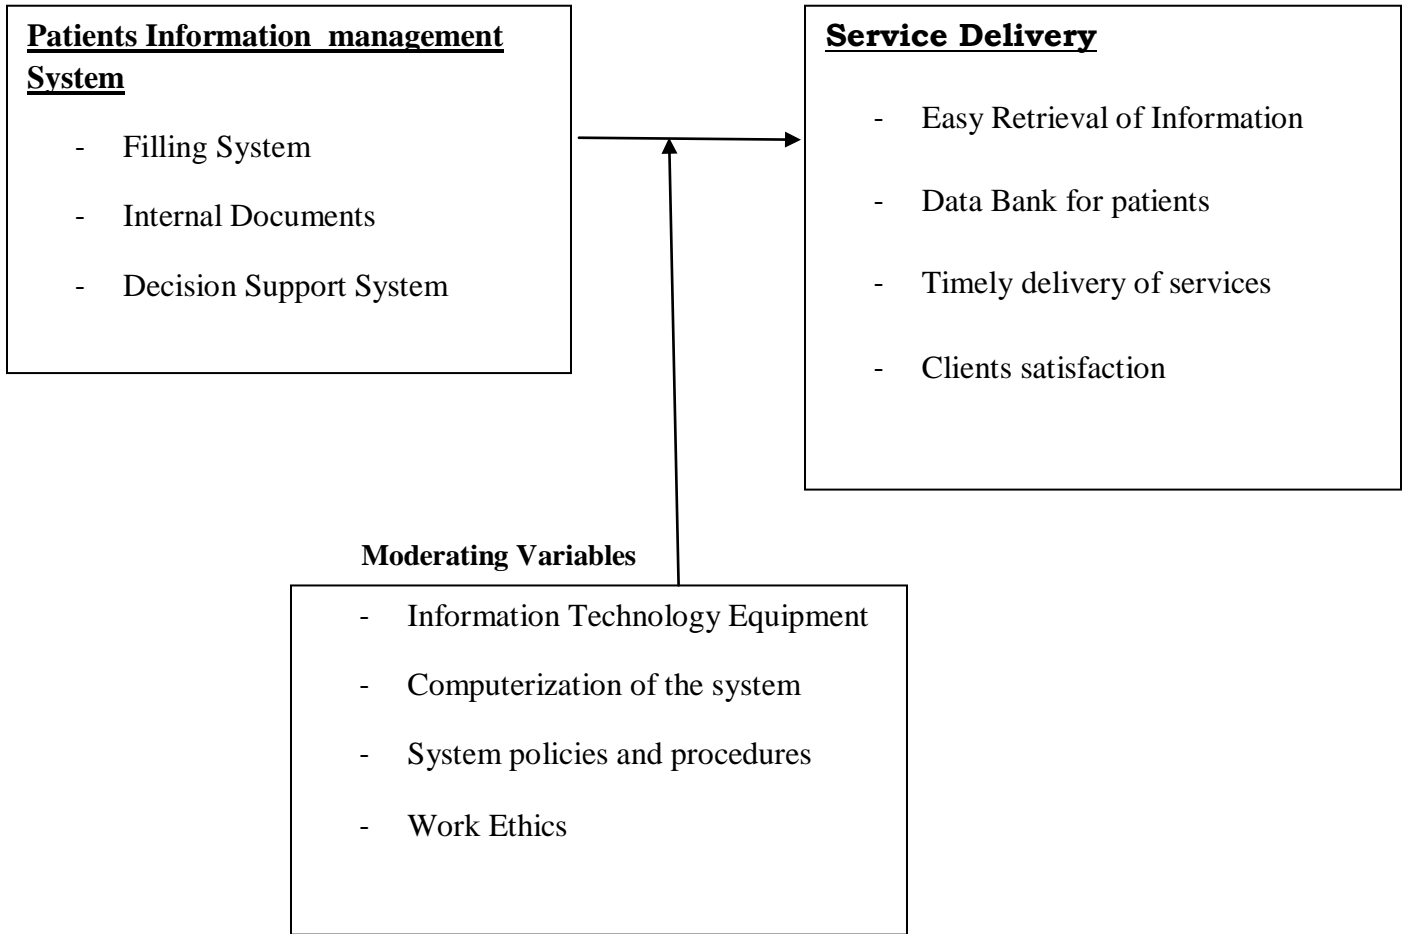 Patients Information management
System
- Filling System
- Internal Documents
- Decision Support System
Service Delivery
- Easy Retrieval of Information
- Data Bank for patients
- Timely delivery of services
- Clients satisfaction
Moderating Variables
- Information Technology Equipment
- Computerization of the system
- System policies and procedures
- Work Ethics